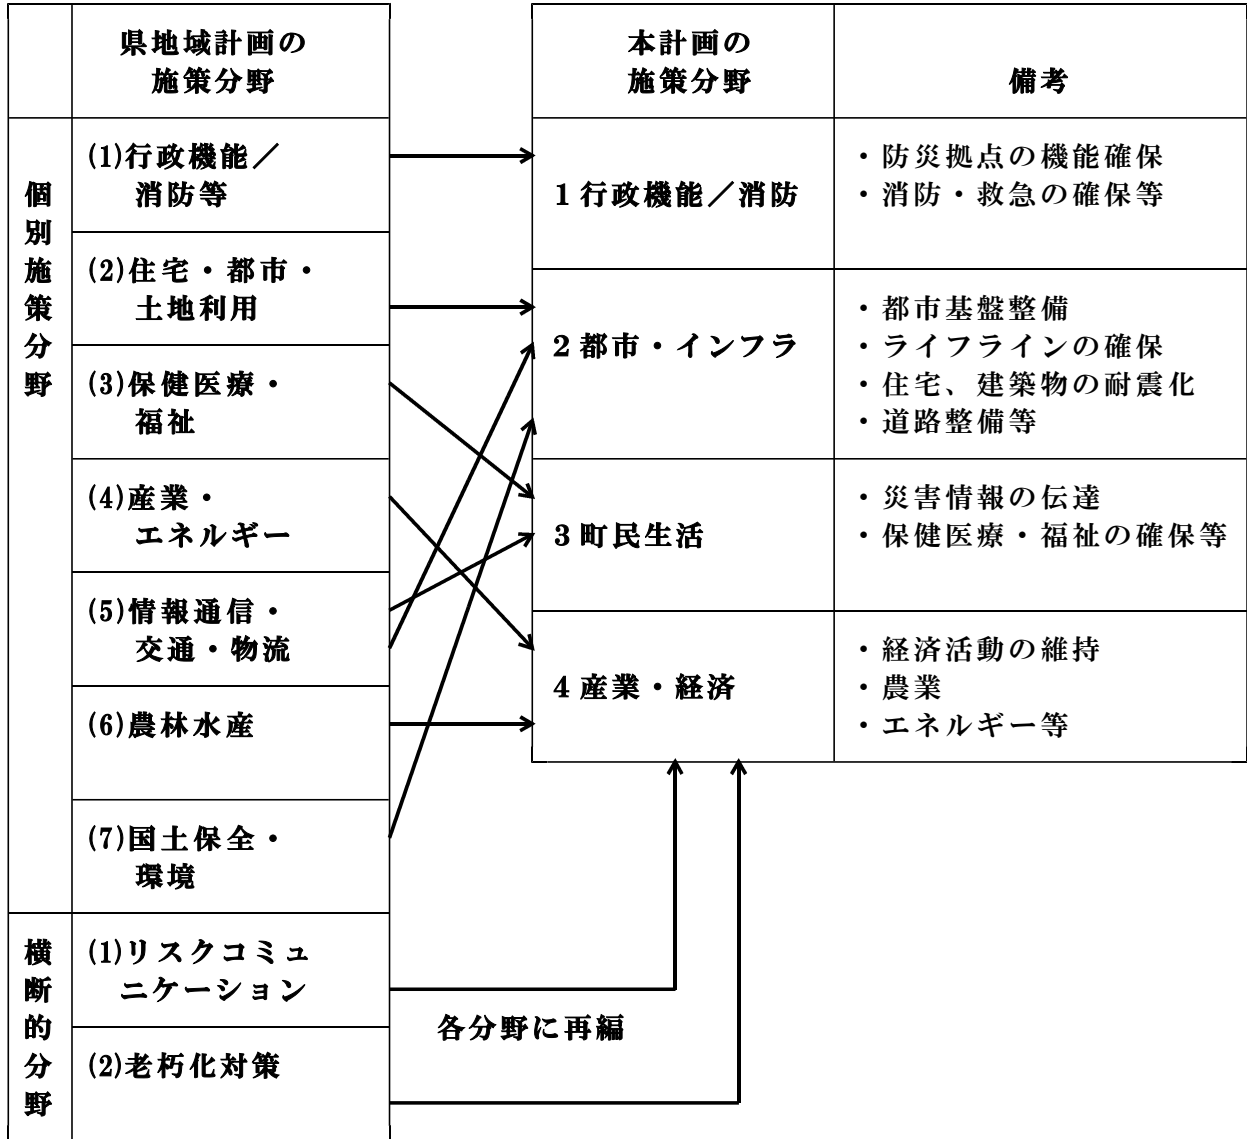 県地域計画の
施策分野
個別施策分野
(1)行政機能／
消防等
(2)住宅・都市・
土地利用
(3)保健医療・
福祉
(4)産業・
エネルギー
(5)情報通信・
交通・物流
(6)農林水産
(7)国土保全・
環境
横断的分野
(1)リスクコミュ
ニケーション
(2)老朽化対策
各分野に再編
本計画の
施策分野
備考
1 行政機能／消防
・防災拠点の機能確保
・消防・救急の確保等
2 都市・インフラ
・都市基盤整備
・ライフラインの確保
・住宅、建築物の耐震化
・道路整備等
3 町民生活
・災害情報の伝達
・保健医療・福祉の確保等
4 産業・経済
・経済活動の維持
・農業
・エネルギー等